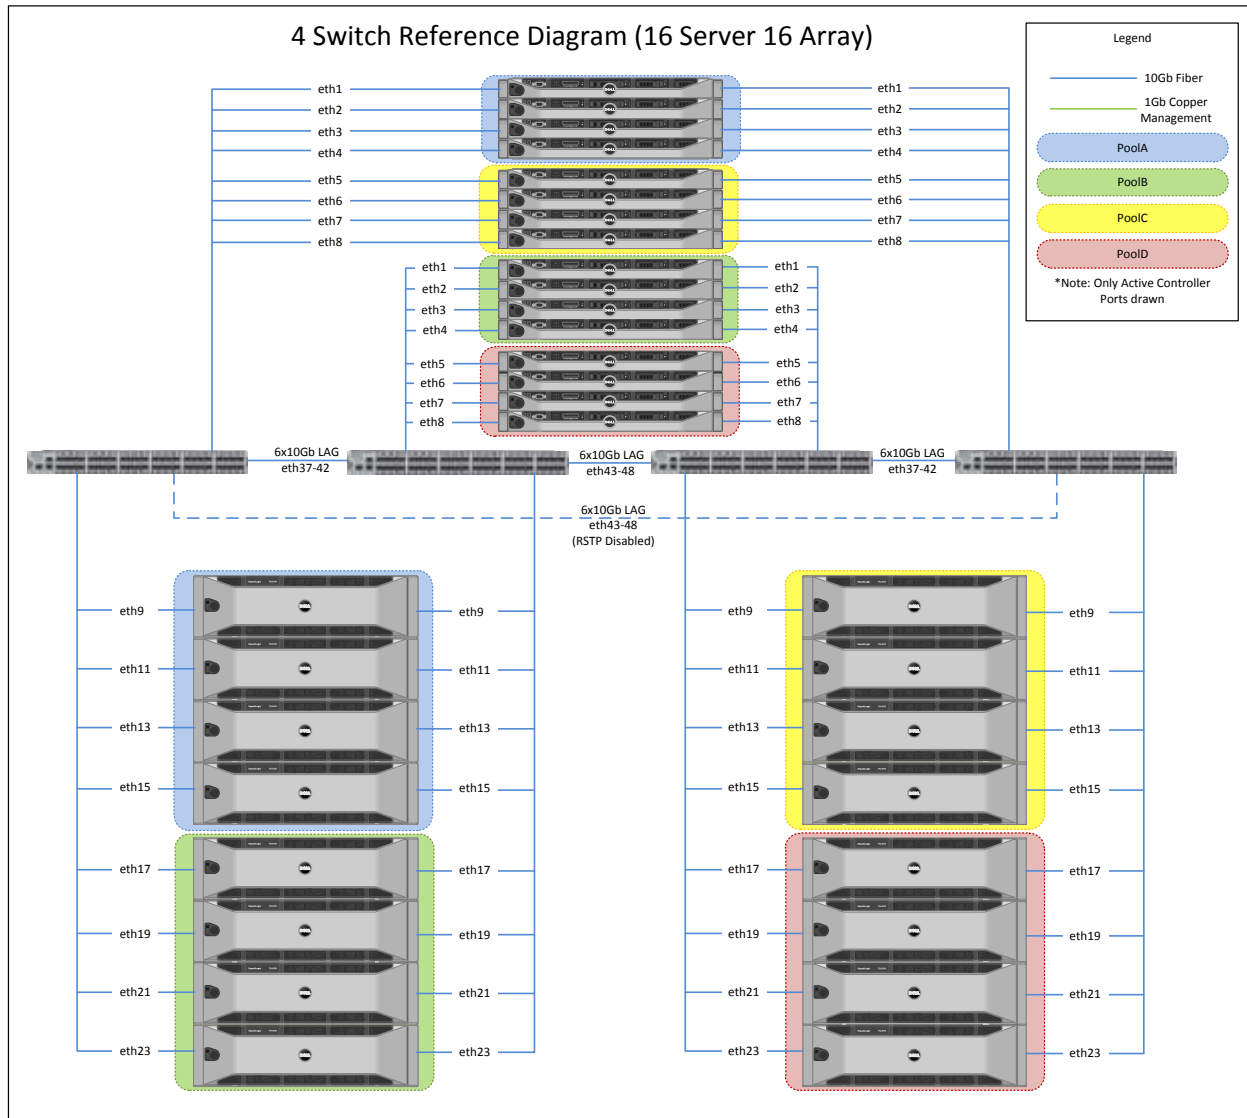 4 Switch Reference Diagram (16 Server 16 Array)
Legend
10Gb Fiber
1Gb Copper
Management
PoolA
PoolB
PoolC
PoolD
*Note: Only Active Controller
Ports drawn
eth1 eth1
eth2 eth2
eth3 eth3
eth4 eth4
eth5 eth5
eth6 eth6
eth7 eth7
eth8 eth8
eth1 eth1
eth2 eth2
eth3 eth3
eth4 eth4
eth5 eth5
eth6 eth6
eth7 eth7
eth8 eth8
6x10Gb LAG
eth37-42
6x10Gb LAG
eth43-48
6x10Gb LAG
eth37-42
6x10Gb LAG
eth43-48
(RSTP Disabled)
eth9 eth9 eth9 eth9
eth11 eth11 eth11 eth11
eth13 eth13 eth13 eth13
eth15 eth15 eth15 eth15
eth17 eth17 eth17 eth17
eth19 eth19 eth19 eth19
eth21 eth21 eth21 eth21
eth23 eth23 eth23 eth23